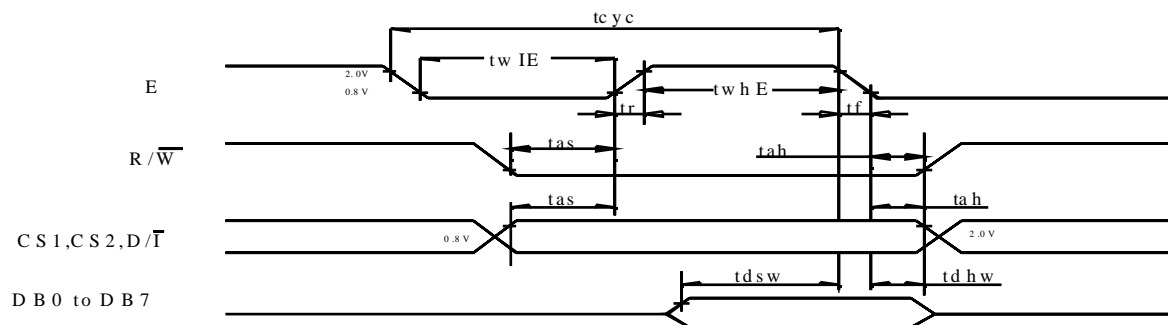 tcyc
twIE
2.0V
E
0.8V
twhE
tr
tf
R/W̅
tas
tah
tas
tah
CS1,CS2,D/I̅
0.8V
2.0V
tdsw
tdhw
DB0 to DB7